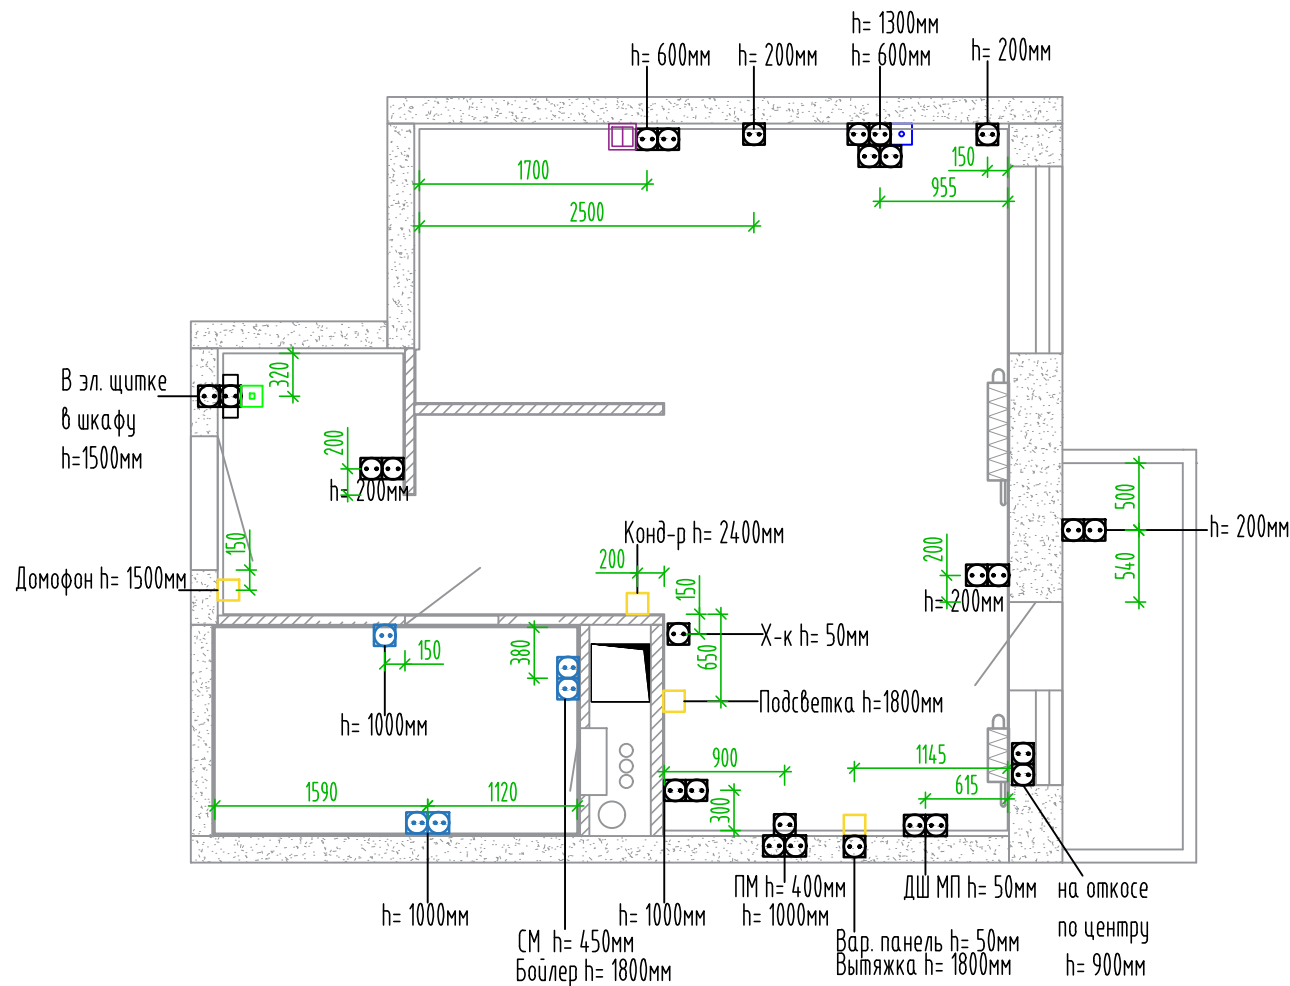 h= 1300мм
h= 600мм
h= 200мм
h= 600мм
h= 200мм
150
1700
955
2500
320
В эл. щитке
в шкафу
h=1500мм
200
h= 200мм
500
h= 200мм
Конд-р h= 2400мм
150
200
200
540
Домофон h= 1500мм
150
h= 200мм
Х-к h= 50мм
150
380
650
Подсветка h=1800мм
h= 1000мм
900
1145
615
1590
1120
300
ПМ h= 400мм
h= 1000мм
ДШ МП h= 50мм
на откосе
по центру
h= 900мм
h= 1000мм
h= 1000мм
СМ h= 450мм
Бойлер h= 1800мм
Вар. панель h= 50мм
Вытяжка h= 1800мм